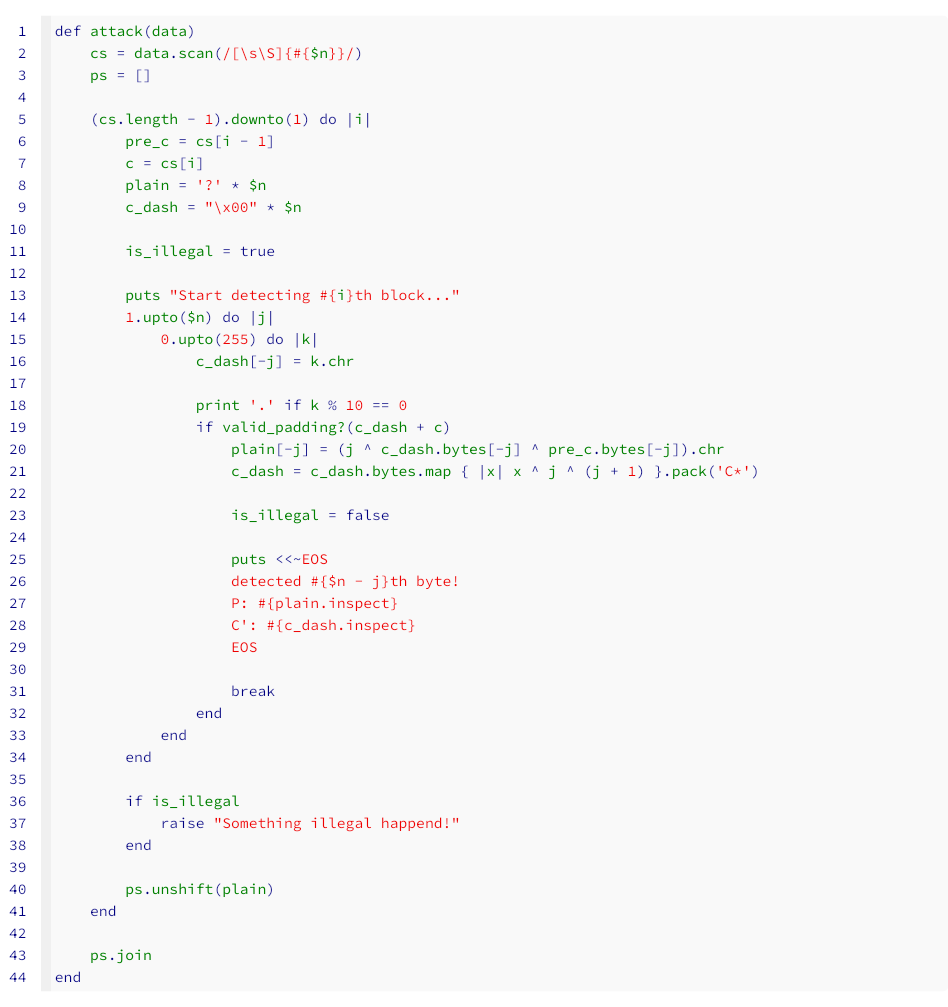 1 def attack(data)
2     cs = data.scan(/[\s\S]{#{$n}}/)
3     ps = []
4
5     (cs.length - 1).downto(1) do |i|
6         pre_c = cs[i - 1]
7         c = cs[i]
8         plain = '?' * $n
9         c_dash = "\x00" * $n
10
11         is_illegal = true
12
13         puts "Start detecting #{i}th block..."
14         1.upto($n) do |j|
15             0.upto(255) do |k|
16                 c_dash[-j] = k.chr
17
18                 print '.' if k % 10 == 0
19                 if valid_padding?(c_dash + c)
20                     plain[-j] = (j ^ c_dash.bytes[-j] ^ pre_c.bytes[-j]).chr
21                     c_dash = c_dash.bytes.map { |x| x ^ j ^ (j + 1) }.pack('C*')
22
23                     is_illegal = false
24
25                     puts <<~EOS
26                     detected #{$n - j}th byte!
27                     P: #{plain.inspect}
28                     C': #{c_dash.inspect}
29                     EOS
30
31                     break
32                 end
33             end
34         end
35
36         if is_illegal
37             raise "Something illegal happend!"
38         end
39
40         ps.unshift(plain)
41     end
42
43     ps.join
44 end